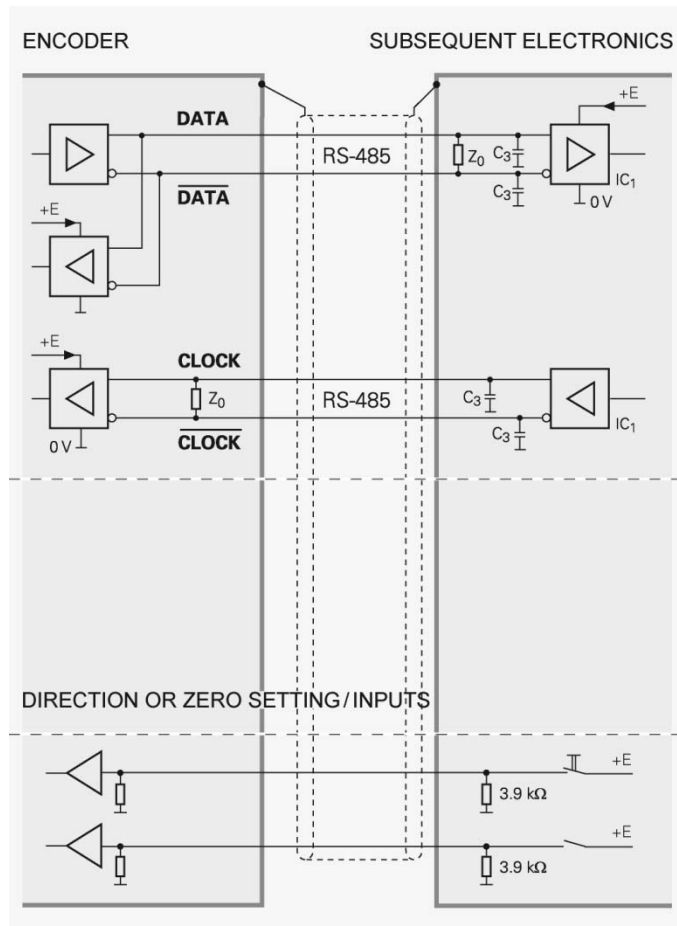 ENCODER
SUBSEQUENT ELECTRONICS
+E
DATA
RS-485
Z0
C3
IC1
DATA
C3
0 V
+E
+E
CLOCK
Z0
RS-485
C3
IC1
0 V
CLOCK
C3
DIRECTION OR ZERO SETTING/INPUTS
+E
3.9 kΩ
+E
3.9 kΩ